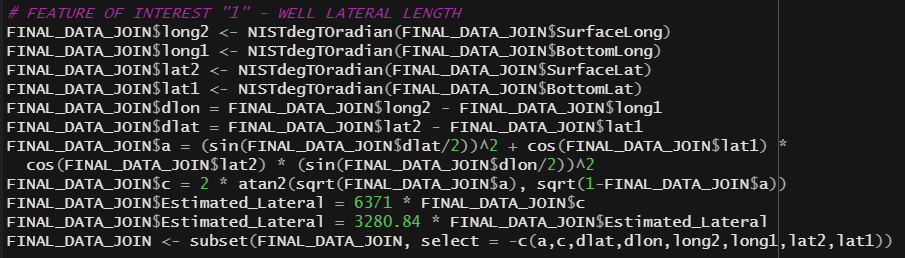 # FEATURE OF INTEREST "1" - WELL LATERAL LENGTH
FINAL_DATA_JOIN$long2 <- NISTdegTOradian(FINAL_DATA_JOIN$SurfaceLong)
FINAL_DATA_JOIN$long1 <- NISTdegTOradian(FINAL_DATA_JOIN$BottomLong)
FINAL_DATA_JOIN$lat2 <- NISTdegTOradian(FINAL_DATA_JOIN$SurfaceLat)
FINAL_DATA_JOIN$lat1 <- NISTdegTOradian(FINAL_DATA_JOIN$BottomLat)
FINAL_DATA_JOIN$dlon = FINAL_DATA_JOIN$long2 - FINAL_DATA_JOIN$long1
FINAL_DATA_JOIN$dlat = FINAL_DATA_JOIN$lat2 - FINAL_DATA_JOIN$lat1
FINAL_DATA_JOIN$a = (sin(FINAL_DATA_JOIN$dlat/2))^2 + cos(FINAL_DATA_JOIN$lat1) *
  cos(FINAL_DATA_JOIN$lat2) * (sin(FINAL_DATA_JOIN$dlon/2))^2
FINAL_DATA_JOIN$c = 2 * atan2(sqrt(FINAL_DATA_JOIN$a), sqrt(1-FINAL_DATA_JOIN$a))
FINAL_DATA_JOIN$Estimated_Lateral = 6371 * FINAL_DATA_JOIN$c
FINAL_DATA_JOIN$Estimated_Lateral = 3280.84 * FINAL_DATA_JOIN$Estimated_Lateral
FINAL_DATA_JOIN <- subset(FINAL_DATA_JOIN, select = -c(a,c,dlat,dlon,long2,long1,lat2,lat1))